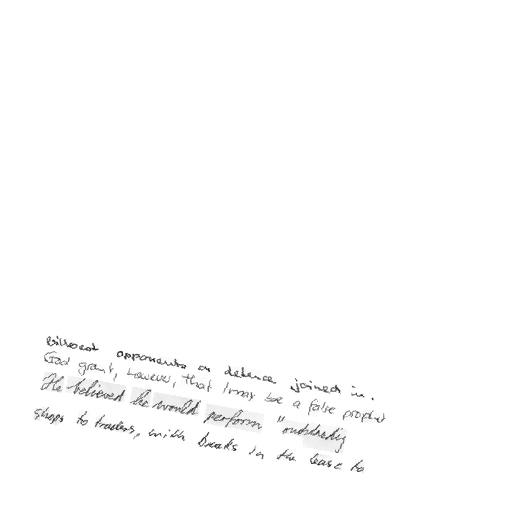 bitterest opponents on defence joined in.
God grant, however, that I may be a false prophet
He believed he would perform "outstandingly
shops to traders, with breaks in the lease to